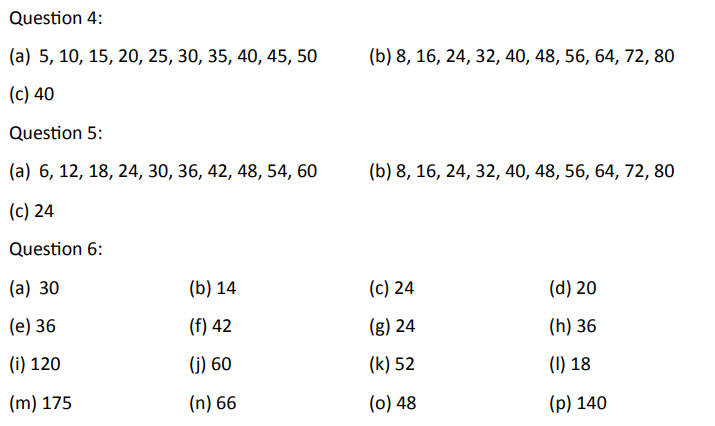 Question 4:
(a) 5, 10, 15, 20, 25, 30, 35, 40, 45, 50 (b) 8, 16, 24, 32, 40, 48, 56, 64, 72, 80
(c) 40
Question 5:
(a) 6, 12, 18, 24, 30, 36, 42, 48, 54, 60 (b) 8, 16, 24, 32, 40, 48, 56, 64, 72, 80
(c) 24
Question 6:
(a) 30 (b) 14 (c) 24 (d) 20
(e) 36 (f) 42 (g) 24 (h) 36
(i) 120 (j) 60 (k) 52 (l) 18
(m) 175 (n) 66 (o) 48 (p) 140